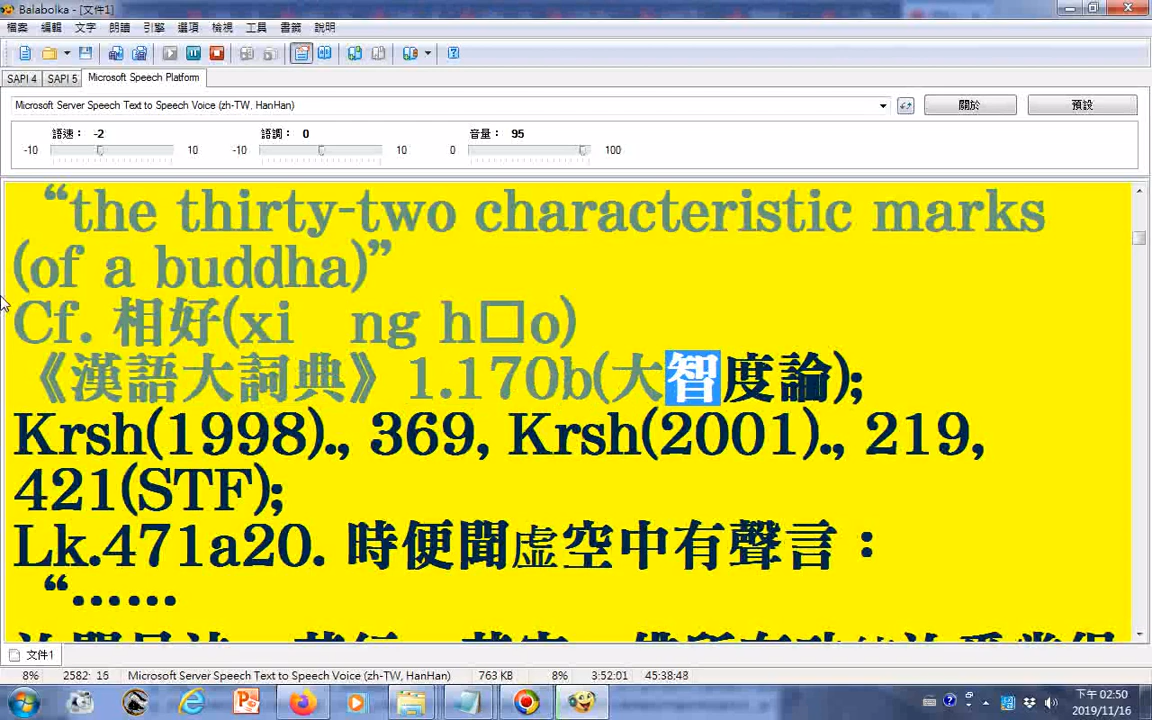 Balabolka - [文件1]
檔案 編輯 文字 朗讀 引擎 選項 檢視 工具 書籤 說明
SAPI 4 SAPI 5 Microsoft Speech Platform
Microsoft Server Speech Text to Speech Voice (zh-TW, HanHan) 關於 預設
語速： -2 語調： 0 音量： 95
-10 10 -10 10 0 100
“the thirty-two characteristic marks
(of a buddha)”
Cf. 相好(xi ng h□o)
《漢語大詞典》 1.170b(大智度論);
Krsh(1998)., 369, Krsh(2001)., 219,
421(STF);
Lk.471a20. 時便聞虛空中有聲言：
“……
文件1
8% 2582: 16 Microsoft Server Speech Text to Speech Voice (zh-TW, HanHan) 763 KB 8% 3:52:01 45:38:48
下午 02:50
2019/11/16